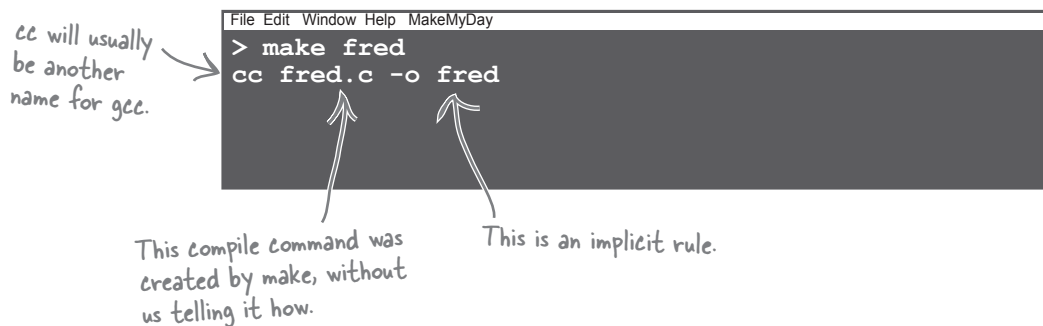 File Edit Window Help MakeMyDay
> make fred
cc fred.c -o fred
cc will usually
be another
name for gcc.
This compile command was
created by make, without
us telling it how.
This is an implicit rule.